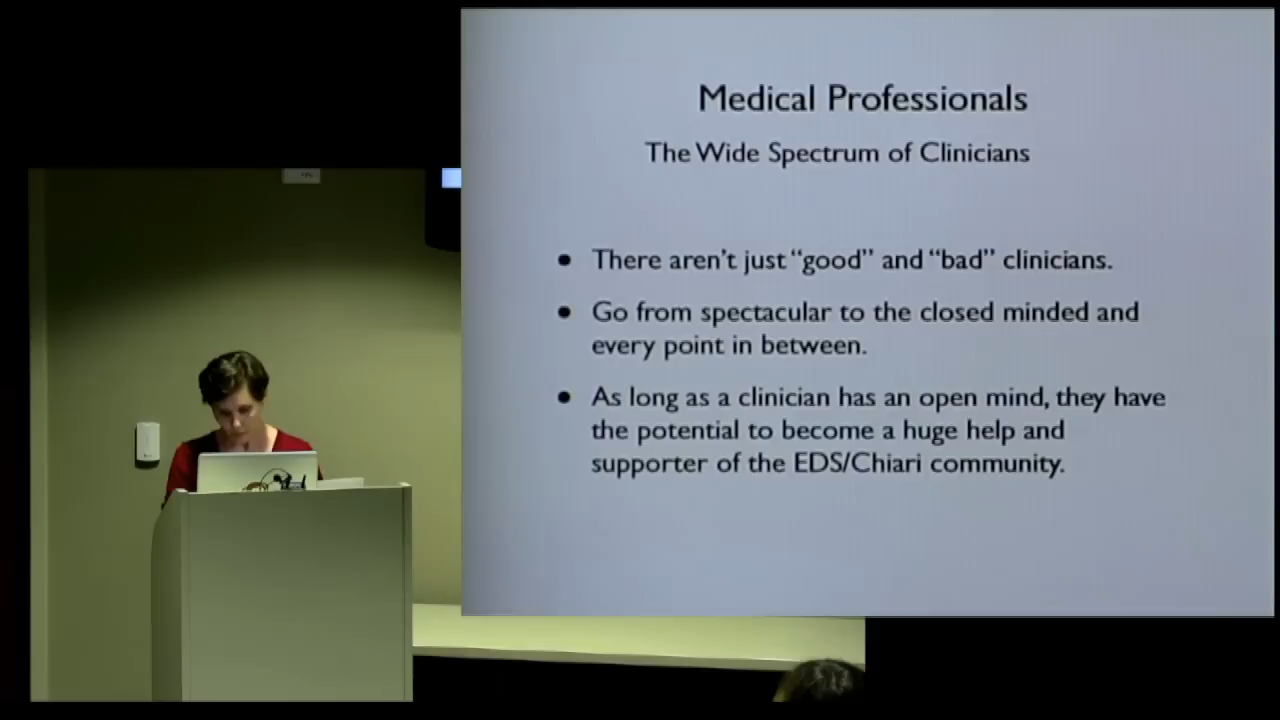 Medical Professionals
The Wide Spectrum of Clinicians
• There aren't just “good” and “bad” clinicians.
• Go from spectacular to the closed minded and
every point in between.
• As long as a clinician has an open mind, they have
the potential to become a huge help and
supporter of the EDS/Chiari community.